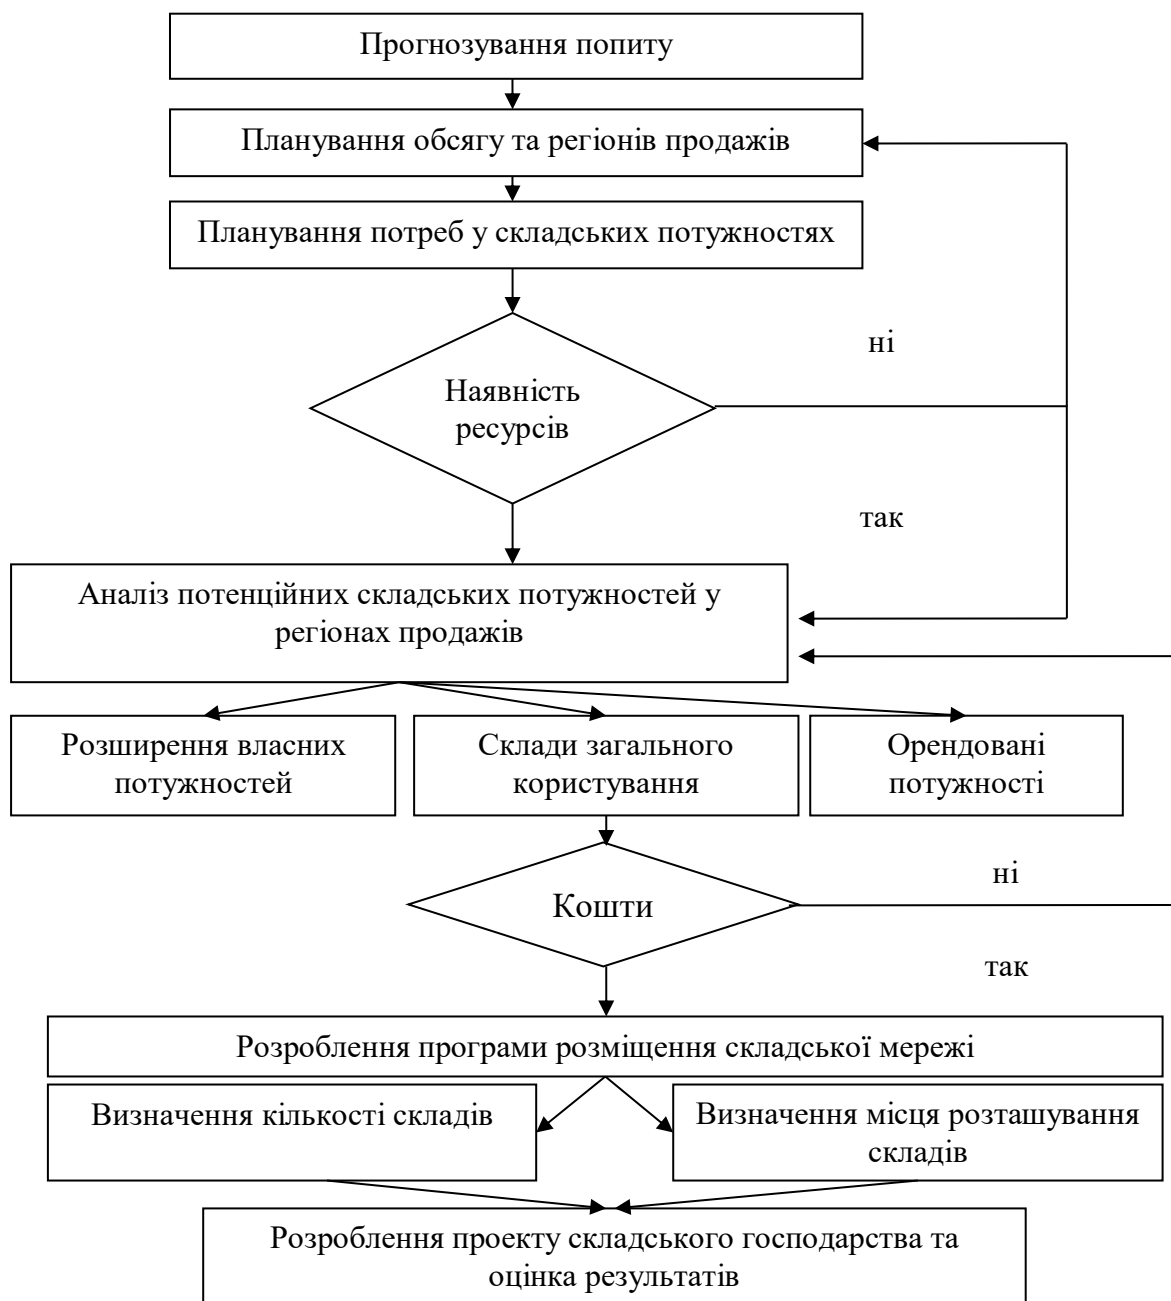 Прогнозування попиту
Планування обсягу та регіонів продажів
Планування потреб у складських потужностях
ні
Наявність
ресурсів
так
Аналіз потенційних складських потужностей у
регіонах продажів
Розширення власних
потужностей
Склади загального
користування
Орендовані
потужності
ні
Кошти
так
Розроблення програми розміщення складської мережі
Визначення кількості складів
Визначення місця розташування
складів
Розроблення проекту складського господарства та
оцінка результатів